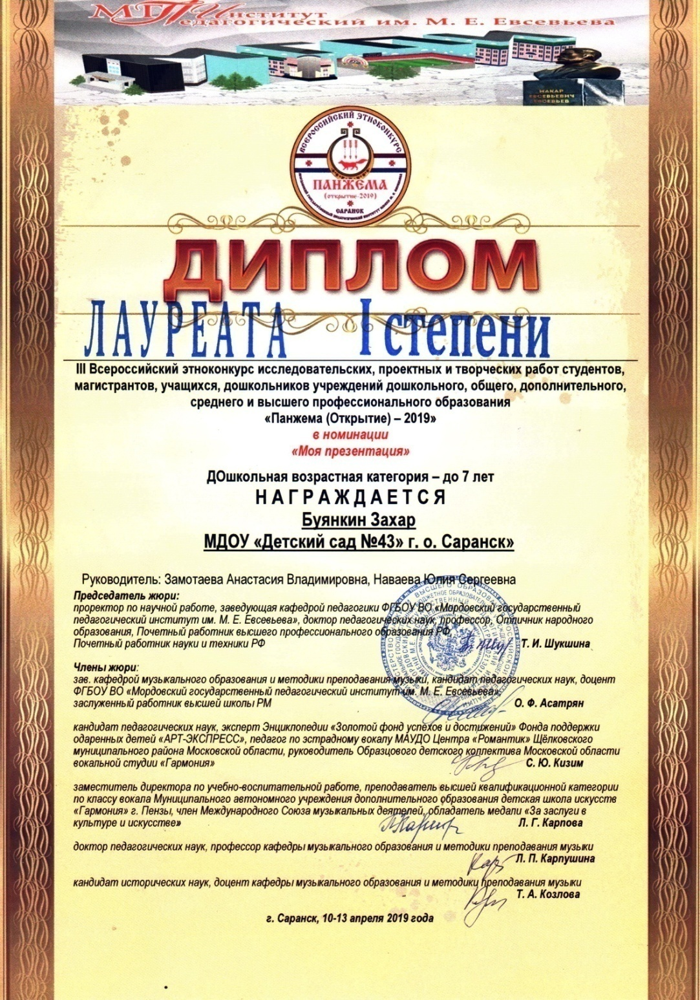 МГПИнститут
Педагогический им. М. Е. Евсевьева
МАКАР
ЕВСЕВЬЕВИЧ
ЕВСЕВЬЕВ
ВСЕРОССИЙСКИЙ ЭТНОКОНКУРС
ПАНЖЕМА
(открытие-2019)
САРАНСК
ДИПЛОМ
ЛАУРЕАТА I степени
III Всероссийский этноконкурс исследовательских, проектных и творческих работ студентов,
магистрантов, учащихся, дошкольников учреждений дошкольного, общего, дополнительного,
среднего и высшего профессионального образования
«Панжема (Открытие) – 2019»
в номинации
«Моя презентация»
ДОшкольная возрастная категория – до 7 лет
НАГРАЖДАЕТСЯ
Буянкин Захар
МДОУ «Детский сад №43» г. о. Саранск»
Руководитель: Замотаева Анастасия Владимировна, Наваева Юлия Сергеевна
Председатель жюри:
проректор по научной работе, заведующая кафедрой педагогики ФГБОУ ВО «Мордовский государственный
педагогический институт им. М. Е. Евсевьева», доктор педагогических наук, профессор, Отличник народного
образования, Почетный работник высшего профессионального образования РФ,
Почетный работник науки и техники РФ Т. И. Шукшина
Члены жюри:
зав. кафедрой музыкального образования и методики преподавания музыки, кандидат педагогических наук, доцент
ФГБОУ ВО «Мордовский государственный педагогический институт им. М. Е. Евсевьева»,
заслуженный работник высшей школы РМ О. Ф. Асатрян
кандидат педагогических наук, эксперт Энциклопедии «Золотой фонд успехов и достижений» Фонда поддержки
одаренных детей «АРТ-ЭКСПРЕСС», педагог по эстрадному вокалу МАУДО Центра «Романтик» Щёлковского
муниципального района Московской области, руководитель Образцового детского коллектива Московской области
вокальной студии «Гармония» С. Ю. Кизим
заместитель директора по учебно-воспитательной работе, преподаватель высшей квалификационной категории
по классу вокала Муниципального автономного учреждения дополнительного образования детская школа искусств
«Гармония» г. Пензы, член Международного Союза музыкальных деятелей, обладатель медали «За заслуги в
культуре и искусстве» Л. Г. Карпова
доктор педагогических наук, профессор кафедры музыкального образования и методики преподавания музыки
Л. П. Карпушина
кандидат исторических наук, доцент кафедры музыкального образования и методики преподавания музыки
Т. А. Козлова
г. Саранск, 10-13 апреля 2019 года